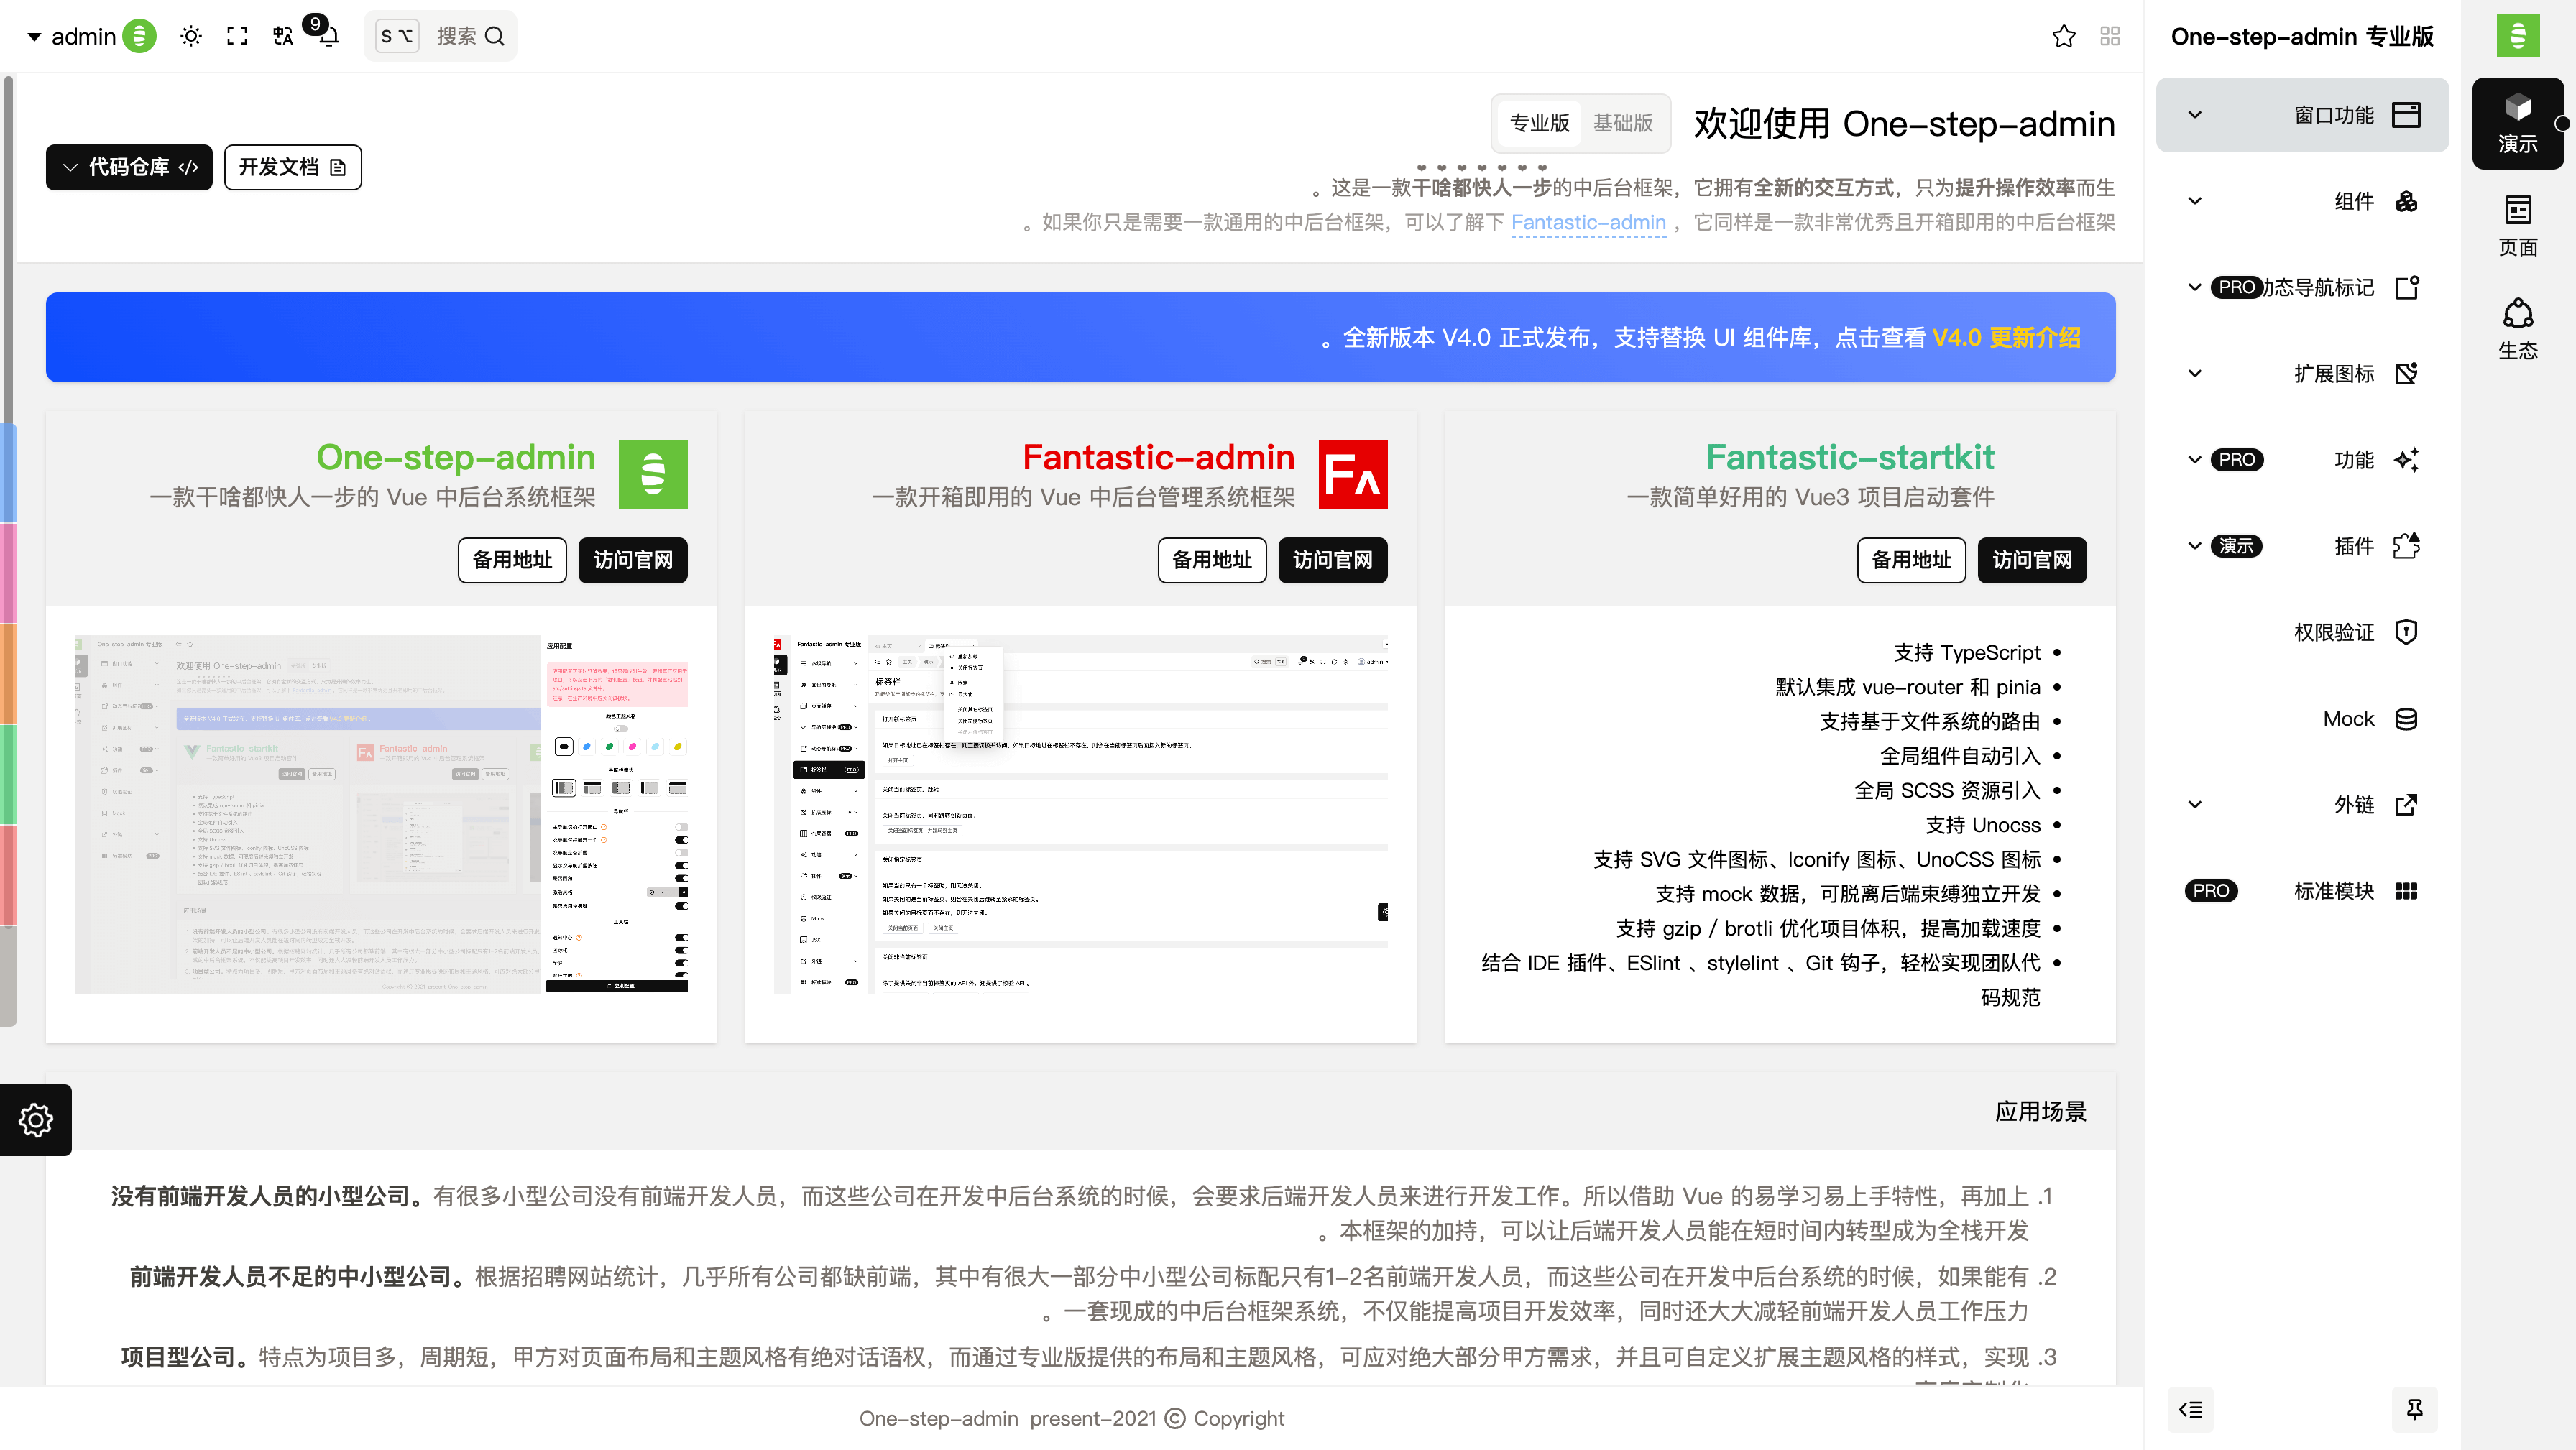 admin
9
S ⌥ 搜索
One-step-admin 专业版
演示
页面
生态
窗口功能
组件
动态导航标记 PRO
扩展图标
功能 PRO
插件 演示
权限验证
Mock
外链
标准模块 PRO
欢迎使用 One-step-admin 基础版 专业版
这是一款干啥都快人一步的中后台框架，它拥有全新的交互方式，只为提升操作效率而生。
如果你只是需要一款通用的中后台框架，可以了解下 Fantastic-admin ，它同样是一款非常优秀且开箱即用的中后台框架。
开发文档
代码仓库
全新版本 V4.0 正式发布，支持替换 UI 组件库，点击查看 V4.0 更新介绍。
Fantastic-startkit
一款简单好用的 Vue3 项目启动套件
访问官网 备用地址
支持 TypeScript
默认集成 vue-router 和 pinia
支持基于文件系统的路由
全局组件自动引入
全局 SCSS 资源引入
支持 Unocss
支持 SVG 文件图标、Iconify 图标、UnoCSS 图标
支持 mock 数据，可脱离后端束缚独立开发
支持 gzip / brotli 优化项目体积，提高加载速度
结合 IDE 插件、ESlint 、stylelint 、Git 钩子，轻松实现团队代
码规范
Fantastic-admin
一款开箱即用的 Vue 中后台管理系统框架
访问官网 备用地址
Fantastic-admin 专业版
标签栏
One-step-admin
一款干啥都快人一步的 Vue 中后台系统框架
访问官网 备用地址
One-step-admin 专业版
欢迎使用 One-step-admin
Fantastic-startkit
Fantastic-admin
应用配置
应用场景
1. 没有前端开发人员的小型公司。有很多小型公司没有前端开发人员，而这些公司在开发中后台系统的时候，会要求后端开发人员来进行开发工作。所以借助 Vue 的易学习易上手特性，再加上
本框架的加持，可以让后端开发人员能在短时间内转型成为全栈开发。
2. 前端开发人员不足的中小型公司。根据招聘网站统计，几乎所有公司都缺前端，其中有很大一部分中小型公司标配只有1-2名前端开发人员，而这些公司在开发中后台系统的时候，如果能有
一套现成的中后台框架系统，不仅能提高项目开发效率，同时还大大减轻前端开发人员工作压力。
3. 项目型公司。特点为项目多，周期短，甲方对页面布局和主题风格有绝对话语权，而通过专业版提供的布局和主题风格，可应对绝大部分甲方需求，并且可自定义扩展主题风格的样式，实现
One-step-admin present-2021 © Copyright